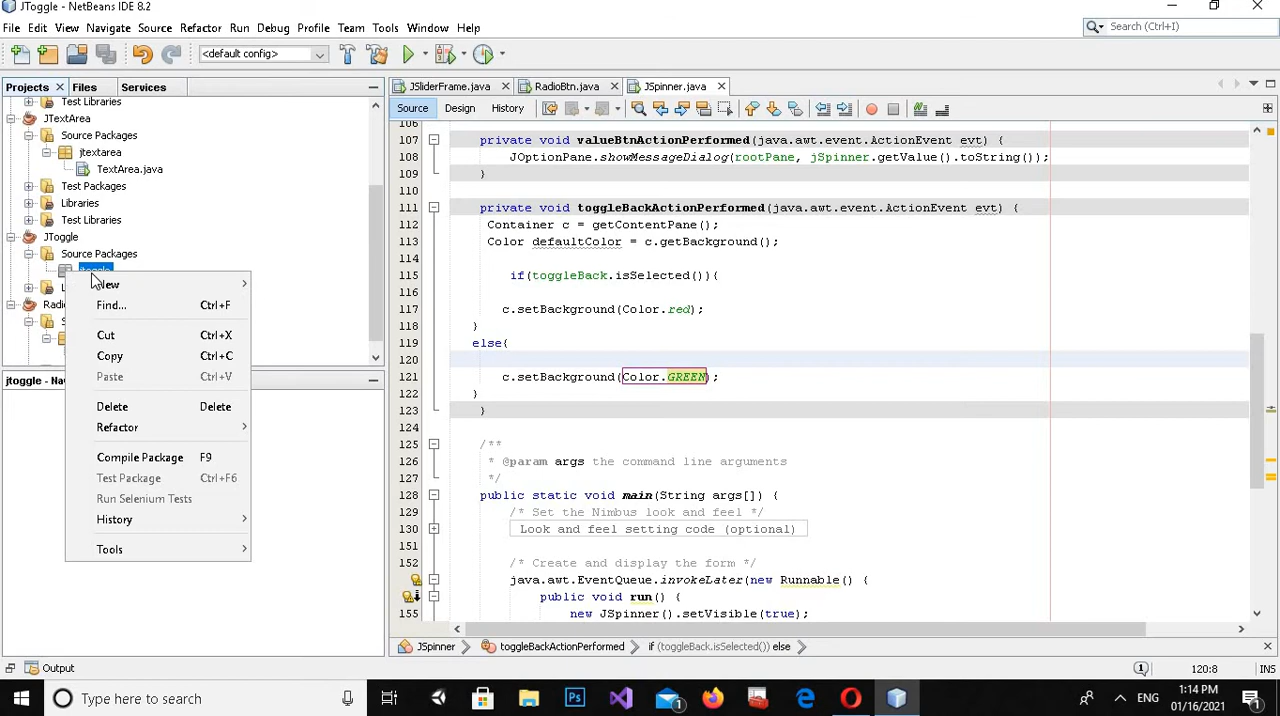 JToggle - NetBeans IDE 8.2
File Edit View Navigate Source Refactor Run Debug Profile Team Tools Window Help
Search (Ctrl+I)
<default config>
Projects Files Services
Test Libraries
JTextArea
Source Packages
jtextarea
TextArea.java
Test Packages
Libraries
Test Libraries
JToggle
Source Packages
jtoggle
New
Find... Ctrl+F
Cut Ctrl+X
Copy Ctrl+C
Paste Ctrl+V
Delete Delete
Refactor
Compile Package F9
Test Package Ctrl+F6
Run Selenium Tests
History
Tools
jtoggle - Na
JSliderFrame.java RadioBtn.java JSpinner.java
Source Design History
106
107 private void valueBtnActionPerformed(java.awt.event.ActionEvent evt) {
108 JOptionPane.showMessageDialog(rootPane, jSpinner.getValue().toString());
109 }
110
111 private void toggleBackActionPerformed(java.awt.event.ActionEvent evt) {
112 Container c = getContentPane();
113 Color defaultColor = c.getBackground();
114
115 if(toggleBack.isSelected()){
116
117 c.setBackground(Color.red);
118 }
119 else{
120
121 c.setBackground(Color.GREEN);
122 }
123 }
124
125 /**
126 * @param args the command line arguments
127 */
128 public static void main(String args[]) {
129 /* Set the Nimbus look and feel */
130 Look and feel setting code (optional)
151
152 /* Create and display the form */
java.awt.EventQueue.invokeLater(new Runnable() {
public void run() {
155 new JSpinner().setVisible(true);
JSpinner toggleBackActionPerformed if (toggleBack.isSelected()) else
Output
1
120:8 INS
Type here to search
Ps
1
ENG
1:14 PM
01/16/2021
1